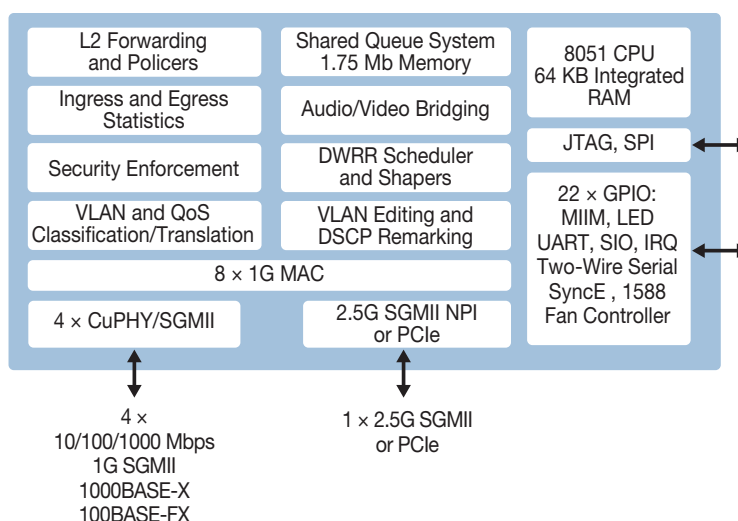 L2 Forwarding
and Policers
Shared Queue System
1.75 Mb Memory
8051 CPU
64 KB Integrated
RAM
Ingress and Egress
Statistics
Audio/Video Bridging
JTAG, SPI
Security Enforcement
DWRR Scheduler
and Shapers
22 × GPIO:
MIIM, LED
UART, SIO, IRQ
Two-Wire Serial
SyncE , 1588
Fan Controller
VLAN and QoS
Classification/Translation
VLAN Editing and
DSCP Remarking
8 × 1G MAC
4 × CuPHY/SGMII
2.5G SGMII NPI
or PCIe
4 ×
10/100/1000 Mbps
1G SGMII
1000BASE-X
100BASE-FX
1 × 2.5G SGMII
or PCIe